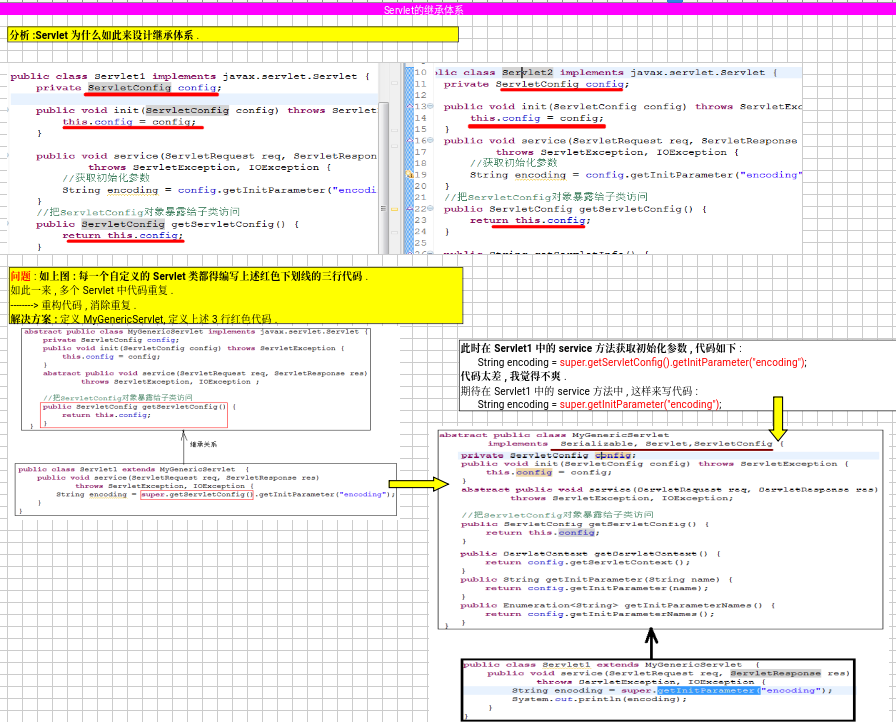 Servlet的继承体系
分析 :Servlet 为什么如此来设计继承体系 .
public class Servlet1 implements javax.servlet.Servlet {
private ServletConfig config;
public void init(ServletConfig config) throws Servlet
this.config = config;
}
public void service(ServletRequest req, ServletRespon
throws ServletException, IOException {
//获取初始化参数
String encoding = config.getInitParameter("encodi
}
//把ServletConfig对象暴露给子类访问
public ServletConfig getServletConfig() {
return this.config;
}
10 blic class Servlet2 implements javax.servlet.Servlet {
11 private ServletConfig config;
12
13 public void init(ServletConfig config) throws ServletExc
14 this.config = config;
15 }
16 public void service(ServletRequest req, ServletResponse
17 throws ServletException, IOException {
18 //获取初始化参数
19 String encoding = config.getInitParameter("encoding"
20 }
21 //把ServletConfig对象暴露给子类访问
22 public ServletConfig getServletConfig() {
23 return this.config;
24 }
25
问题 : 如上图 : 每一个自定义的 Servlet 类都得编写上述红色下划线的三行代码 .
如此一来 , 多个 Servlet 中代码重复 .
--------> 重构代码 , 消除重复 .
解决方案 : 定义 MyGenericServlet, 定义上述 3 行红色代码 .
abstract public class MyGenericServlet implements javax.servlet.Servlet {
private ServletConfig config;
public void init(ServletConfig config) throws ServletException {
this.config = config;
}
abstract public void service(ServletRequest req, ServletResponse res)
throws ServletException, IOException ;
//把ServletConfig对象暴露给子类访问
public ServletConfig getServletConfig() {
return this.config;
}
}
继承关系
public class Servlet1 extends MyGenericServlet {
public void service(ServletRequest req, ServletResponse res)
throws ServletException, IOException {
String encoding = super.getServletConfig().getInitParameter("encoding");
}
}
此时在 Servlet1 中的 service 方法获取初始化参数 , 代码如下 :
String encoding = super.getServletConfig().getInitParameter("encoding");
代码太差 , 我觉得不爽 .
期待在 Servlet1 中的 service 方法中 , 这样来写代码 :
String encoding = super.getInitParameter("encoding");
abstract public class MyGenericServlet
implements Serializable, Servlet,ServletConfig {
private ServletConfig config;
public void init(ServletConfig config) throws ServletException {
this.config = config;
}
abstract public void service(ServletRequest req, ServletResponse res)
throws ServletException, IOException;
//把ServletConfig对象暴露给子类访问
public ServletConfig getServletConfig() {
return this.config;
}
public ServletContext getServletContext() {
return config.getServletContext();
}
public String getInitParameter(String name) {
return config.getInitParameter(name);
}
public Enumeration<String> getInitParameterNames() {
return config.getInitParameterNames();
}
}
public class Servlet1 extends MyGenericServlet {
public void service(ServletRequest req, ServletResponse res)
throws ServletException, IOException {
String encoding = super.getInitParameter("encoding");
System.out.println(encoding);
}
}